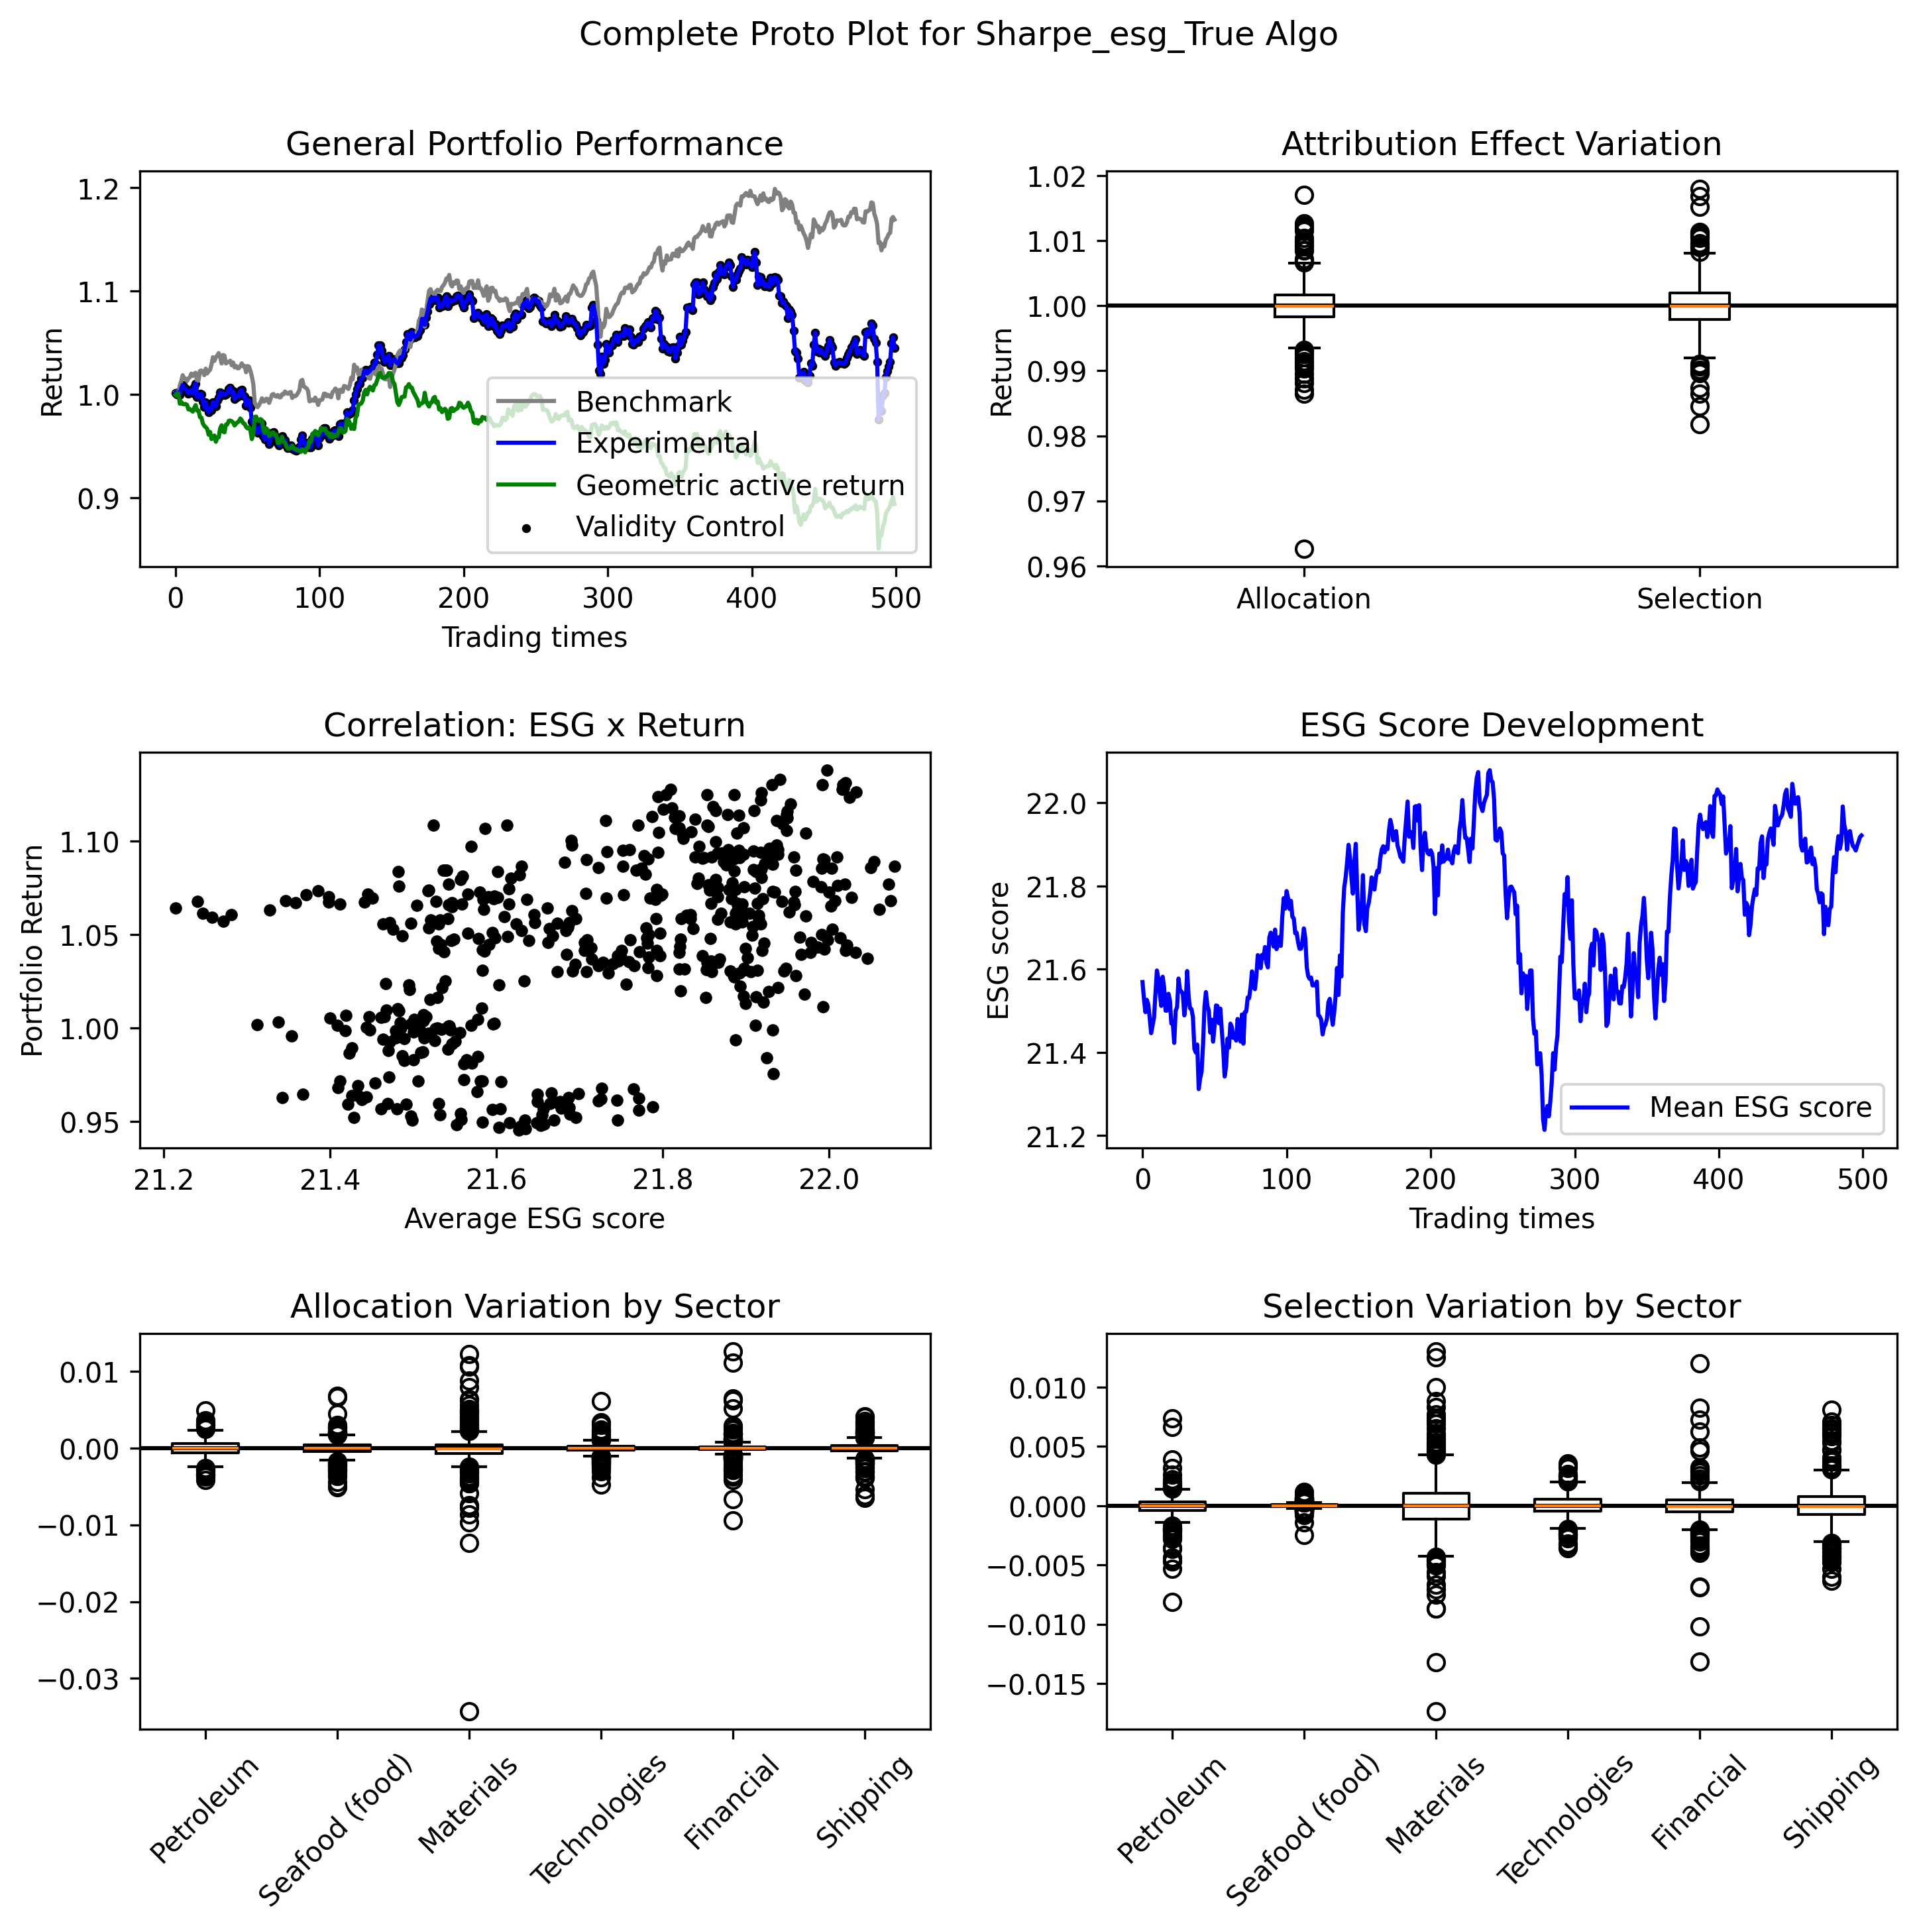 Complete Proto Plot for Sharpe_esg_True Algo
General Portfolio Performance
Return
1.2
1.1
1.0
0.9
Benchmark
Experimental
Geometric active return
Validity Control
0 100 200 300 400 500
Trading times
Attribution Effect Variation
Return
1.02
1.01
1.00
0.99
0.98
0.97
0.96
Allocation Selection
Correlation: ESG x Return
Portfolio Return
1.10
1.05
1.00
0.95
21.2 21.4 21.6 21.8 22.0
Average ESG score
ESG Score Development
ESG score
22.0
21.8
21.6
21.4
21.2
Mean ESG score
0 100 200 300 400 500
Trading times
Allocation Variation by Sector
0.01
0.00
−0.01
−0.02
−0.03
Petroleum
Seafood (food)
Materials
Technologies
Financial
Shipping
Selection Variation by Sector
0.010
0.005
0.000
−0.005
−0.010
−0.015
Petroleum
Seafood (food)
Materials
Technologies
Financial
Shipping